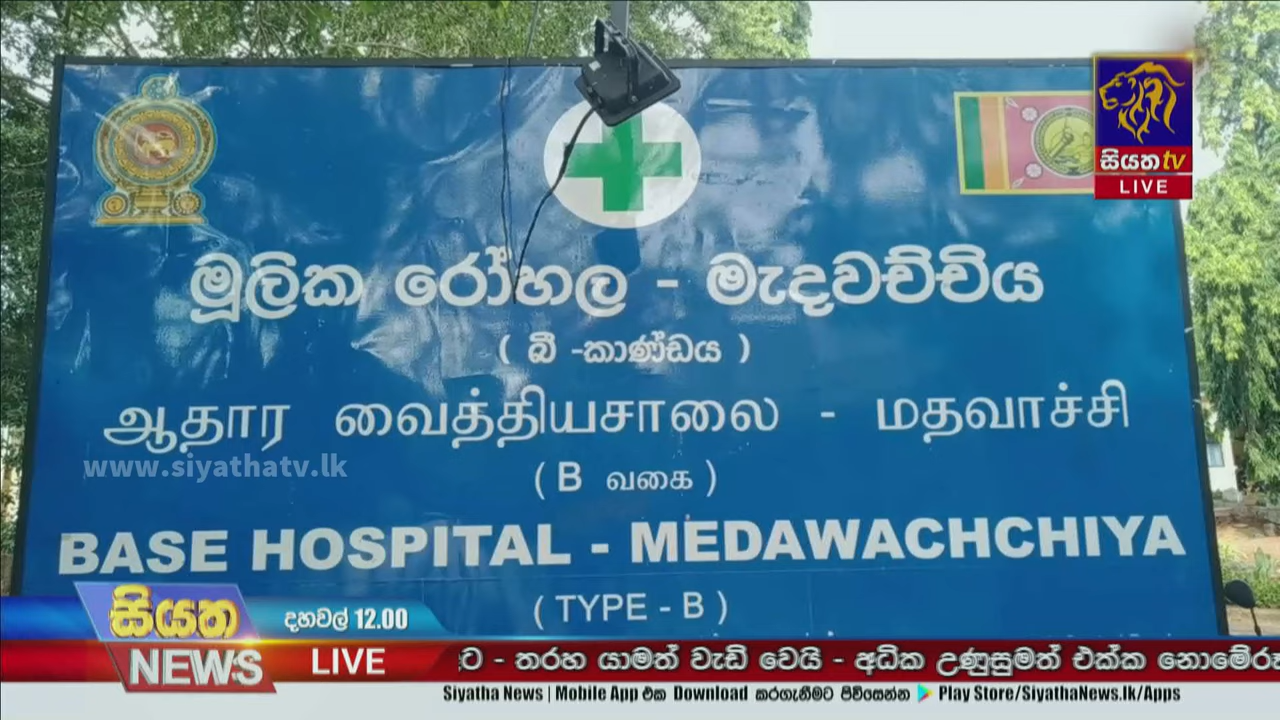 සියත tv
LIVE
මූලික රෝහල - මැදවච්චිය
( බී -කාණ්ඩය )
ஆதார வைத்தியசாலை - மதவாச்சி
www.siyathatv.lk
( B வகை )
BASE HOSPITAL - MEDAWACHCHIYA
( TYPE - B )
සියත
NEWS
දහවල් 12.00
LIVE
ට - තරහ යාමත් වැඩි වෙයි - අධික උණුසුමත් එක්ක නොමේරූ
Siyatha News | Mobile App එක Download කරගැනීමට පිවිසෙන්න Play Store/SiyathaNews.lk/Apps